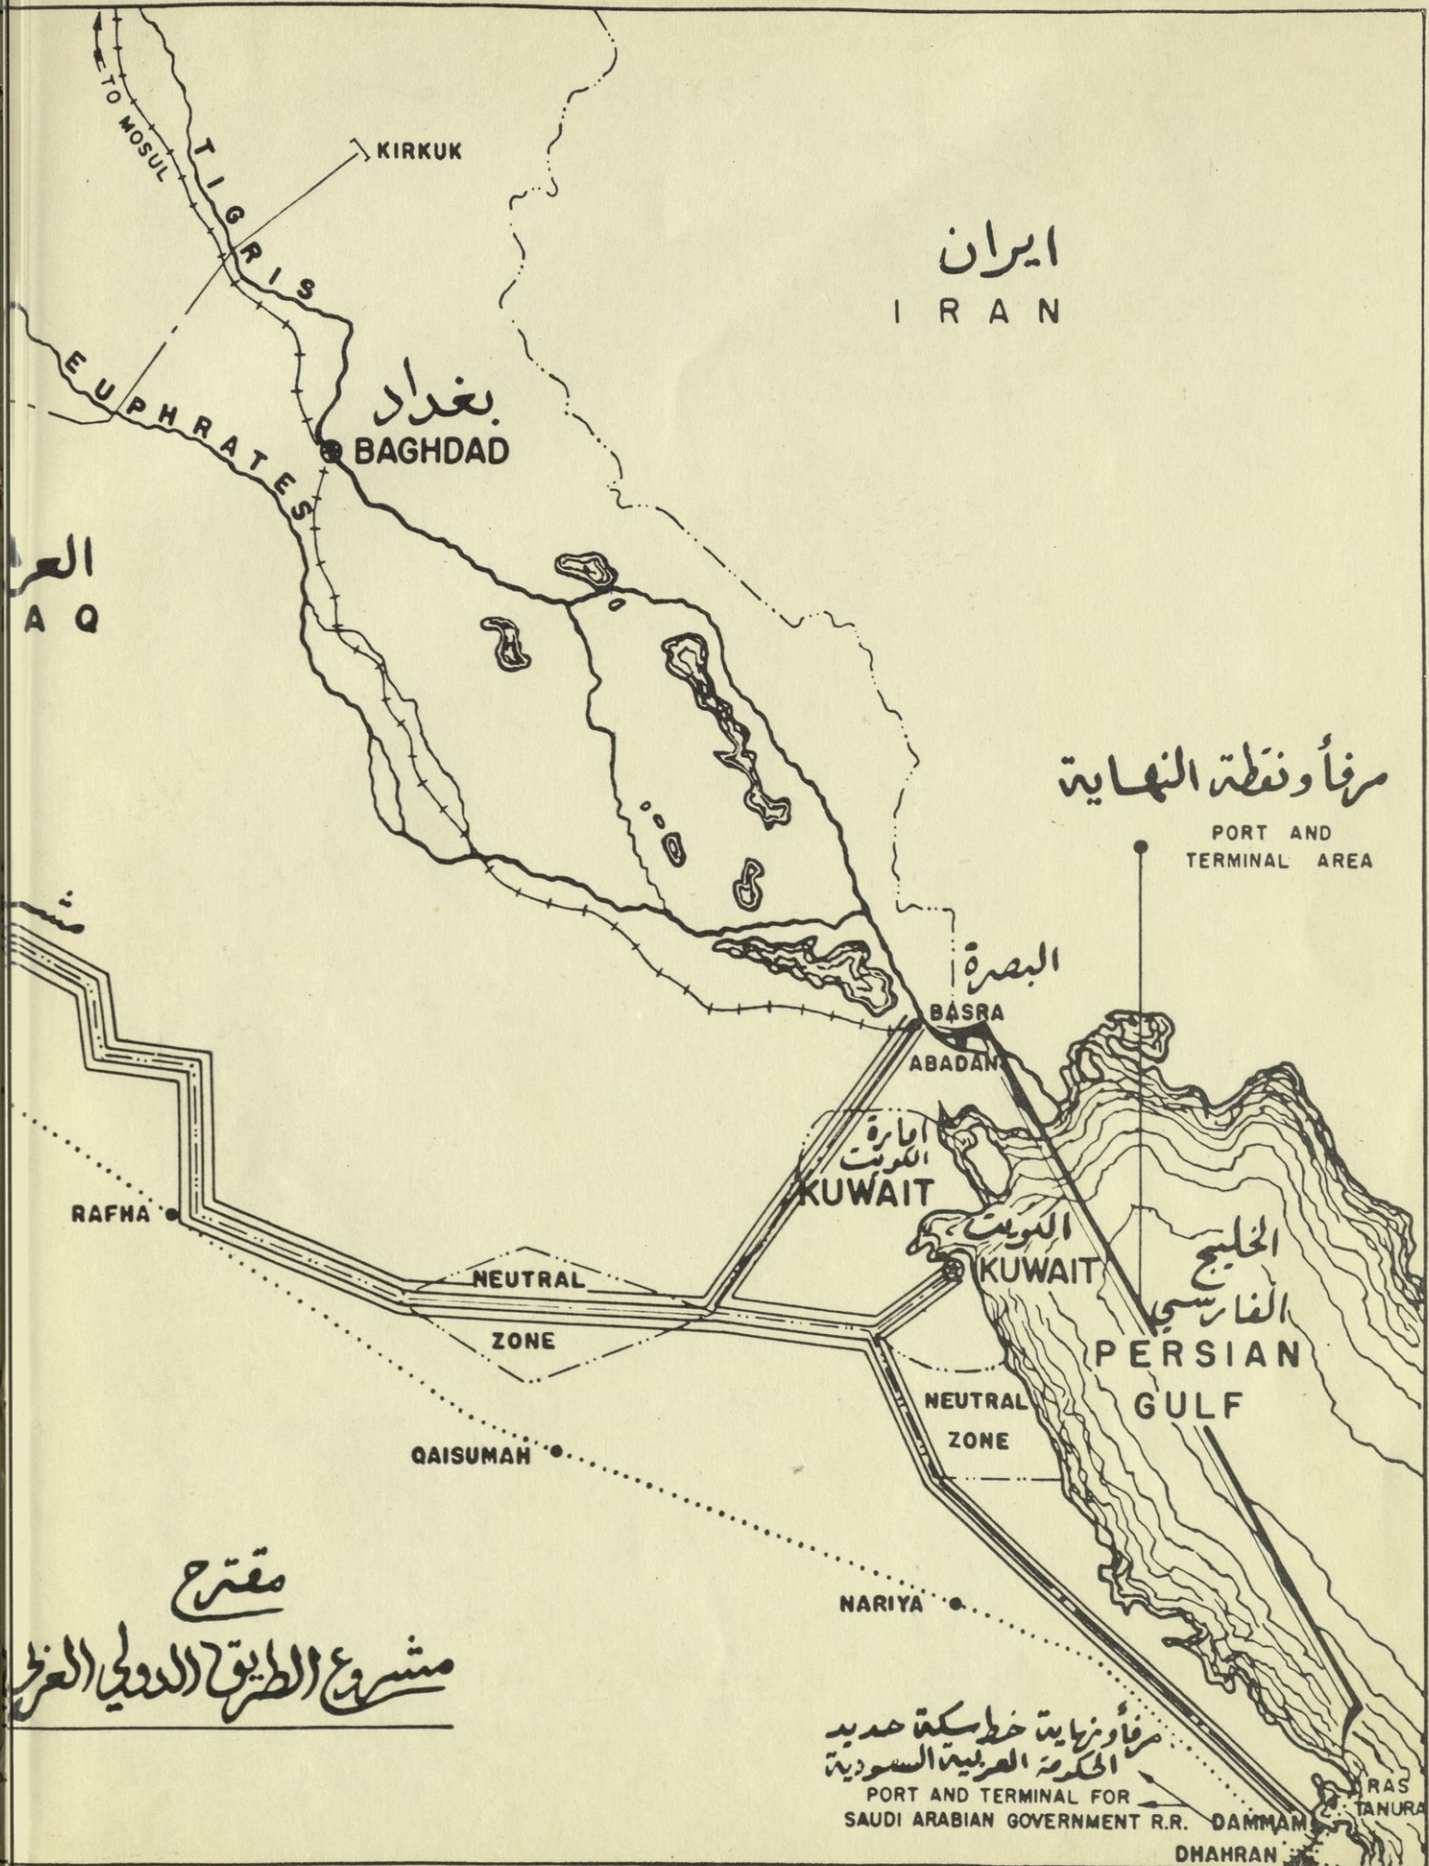 TO MOSUL
TIGRIS
KIRKUK
ايران
IRAN
EUPHRATES
بغداد
BAGHDAD
العرا
AQ
مرفأ ونقطة النهاية
PORT AND
TERMINAL AREA
مشـ
البصرة
BASRA
ABADAN
امارة
الكويت
KUWAIT
RAFHA
الكويت
KUWAIT
الخليج
الفارسي
PERSIAN
GULF
NEUTRAL
ZONE
NEUTRAL
ZONE
QAISUMAH
NARIYA
مقترح
مشروع الطريق الدولي الغربي
مرفأ ونهاية خط سكة حديد
الحكومة العربية السعودية
PORT AND TERMINAL FOR
SAUDI ARABIAN GOVERNMENT R.R.
DAMMAM
RAS
TANURA
DHAHRAN